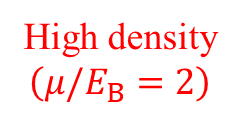 High density
(μ/E_B = 2)